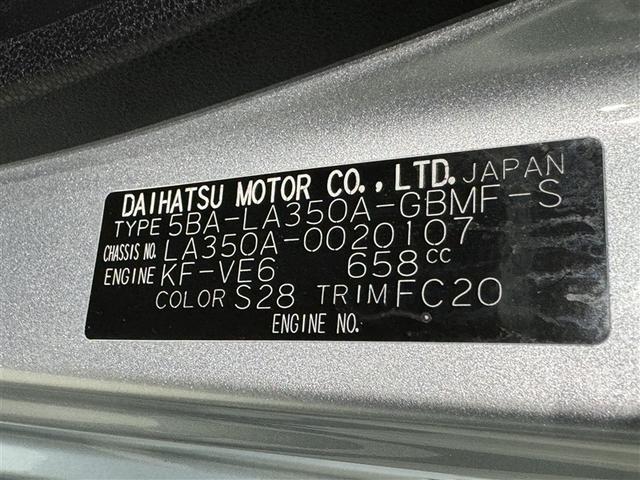 DAIHATSU MOTOR CO., LTD. JAPAN
TYPE 5BA-LA350A-GBMF-S
CHASSIS NO. LA350A-0020107
ENGINE KF-VE6 658cc
COLOR S28 TRIM FC20
ENGINE NO.